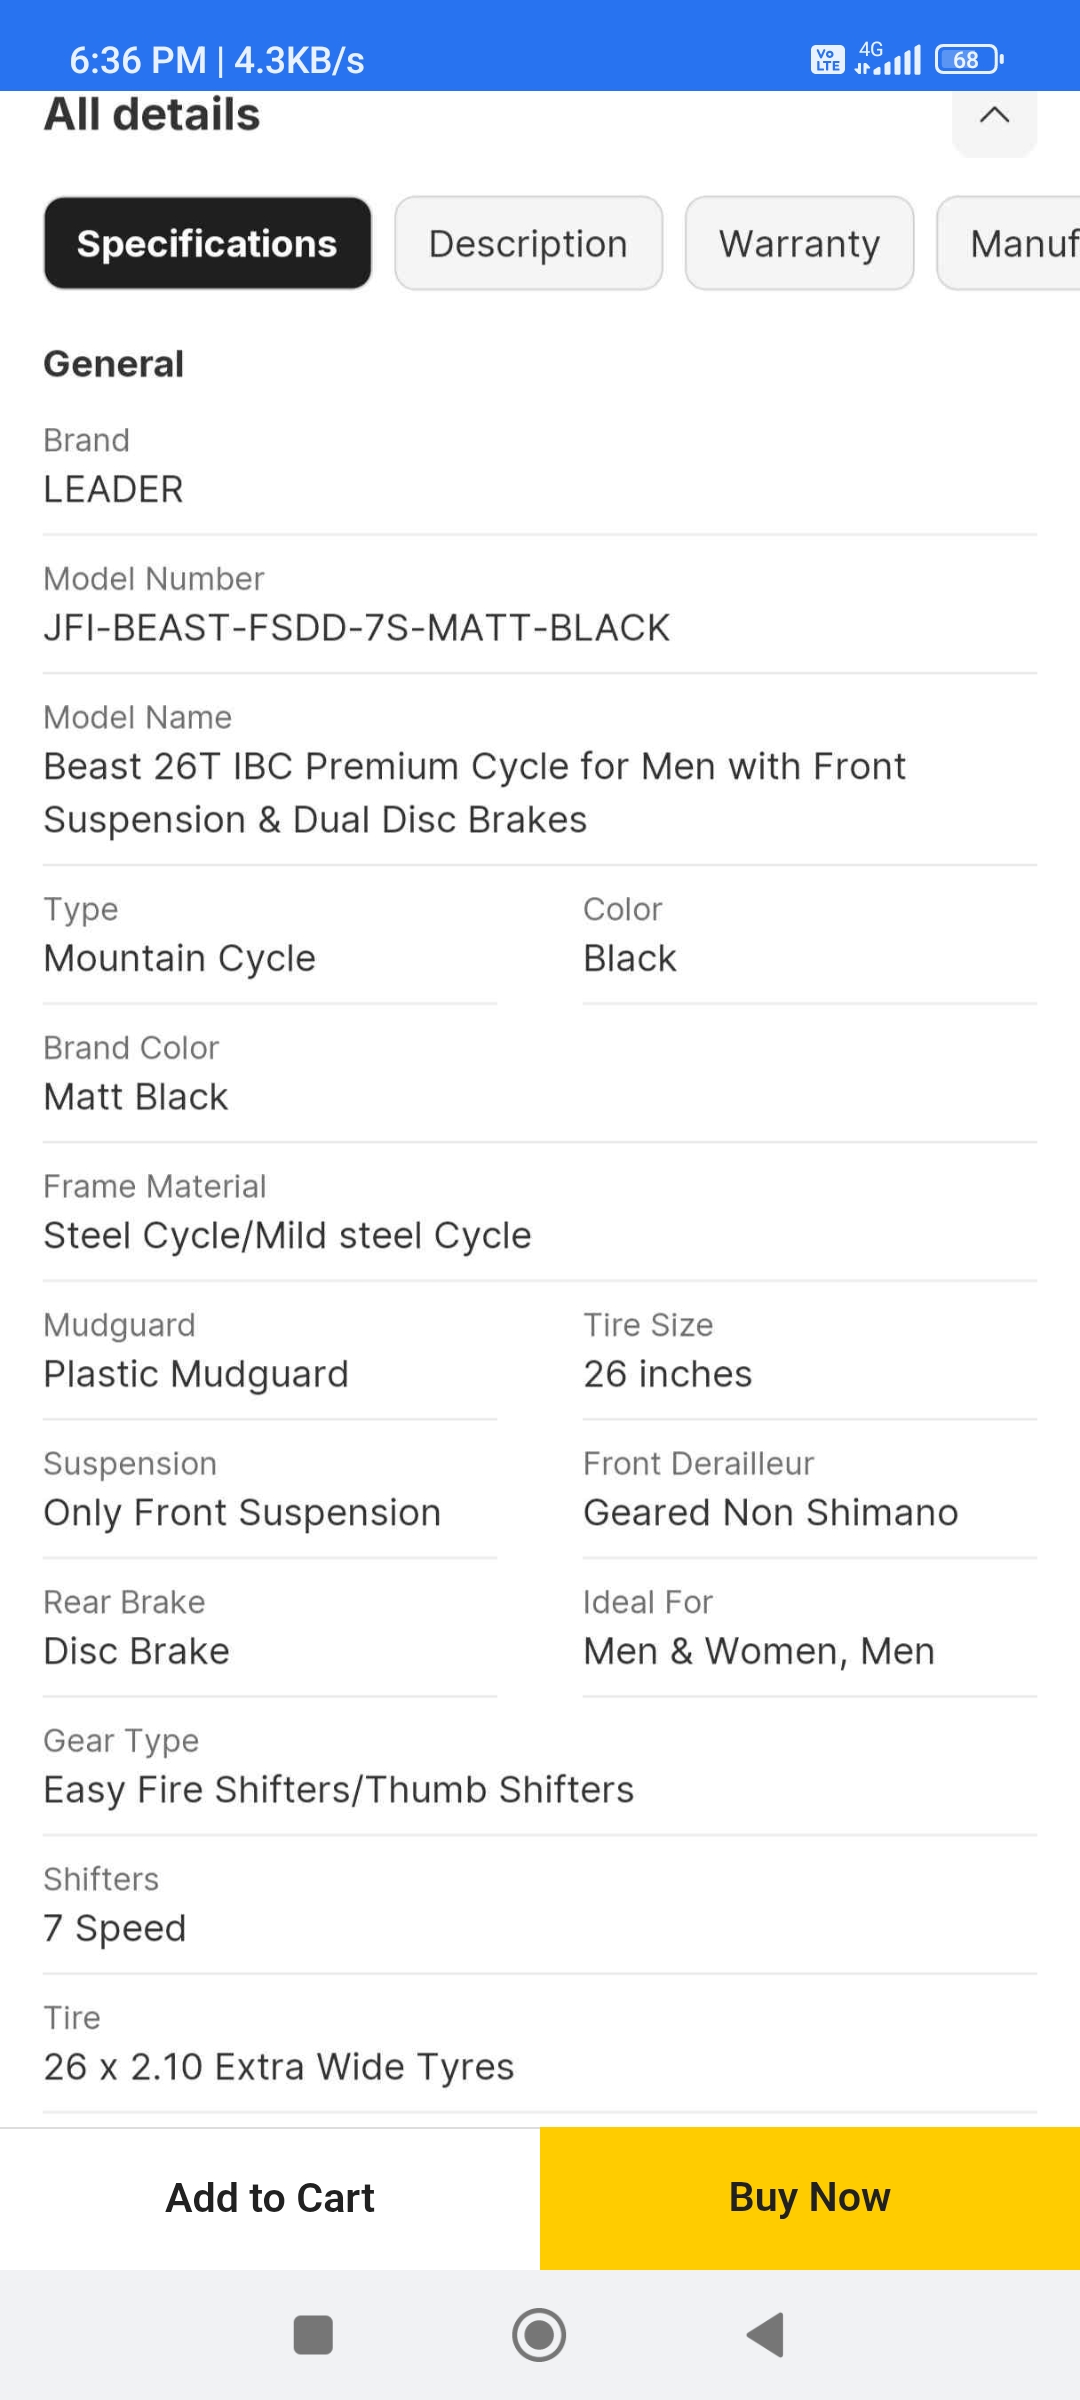 6:36 PM | 4.3KB/s
Vo LTE 4G 68
All details
Specifications Description Warranty Manuf
General
Brand
LEADER
Model Number
JFI-BEAST-FSDD-7S-MATT-BLACK
Model Name
Beast 26T IBC Premium Cycle for Men with Front
Suspension & Dual Disc Brakes
Type Color
Mountain Cycle Black
Brand Color
Matt Black
Frame Material
Steel Cycle/Mild steel Cycle
Mudguard Tire Size
Plastic Mudguard 26 inches
Suspension Front Derailleur
Only Front Suspension Geared Non Shimano
Rear Brake Ideal For
Disc Brake Men & Women, Men
Gear Type
Easy Fire Shifters/Thumb Shifters
Shifters
7 Speed
Tire
26 x 2.10 Extra Wide Tyres
Add to Cart Buy Now